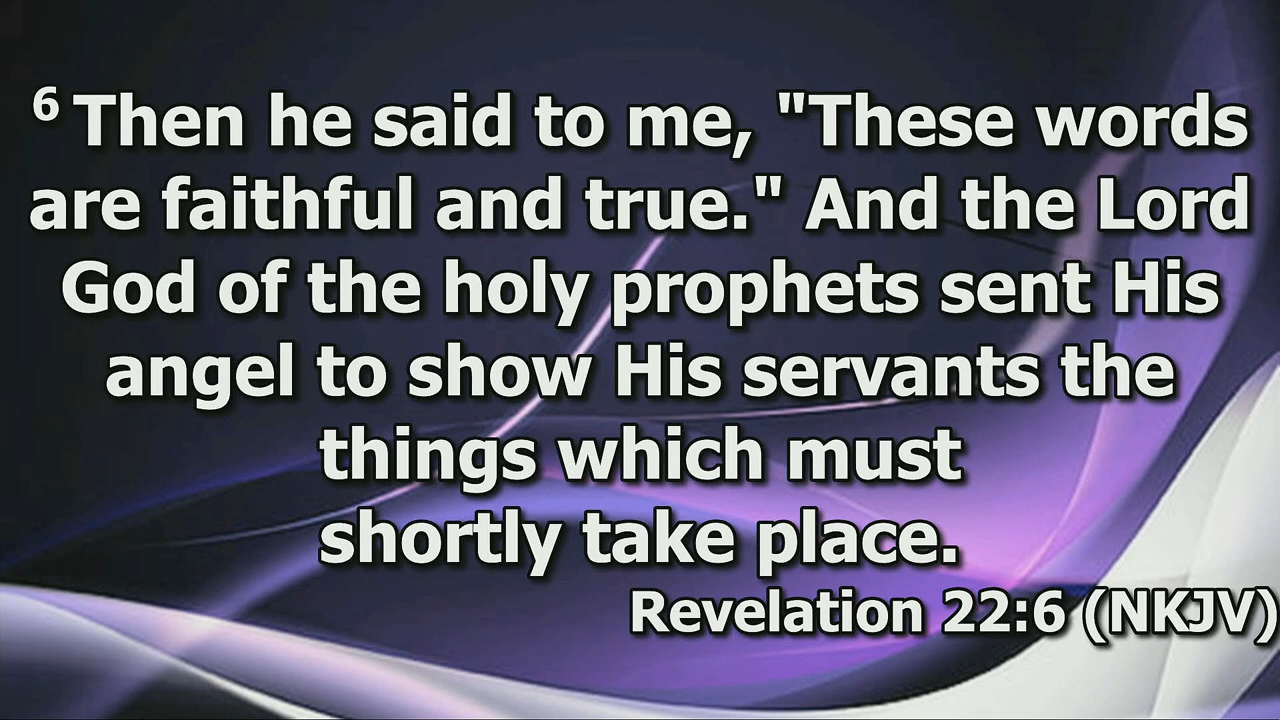 6 Then he said to me, "These words
are faithful and true." And the Lord
God of the holy prophets sent His
angel to show His servants the
things which must
shortly take place.
Revelation 22:6 (NKJV)